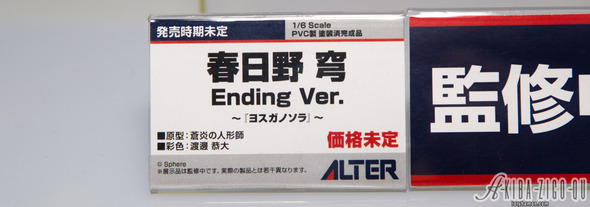 発売時期未定
1/6 Scale
PVC製 塗装済完成品
春日野 穹
Ending Ver.
～『ヨスガノソラ』～
■原型：蒼炎の人形師
■彩色：渡邊 恭大
価格未定
© Sphere
※展示品は監修中です。実際の製品とは若干異なります。
ALTER
監修中
AKIBA-ZIGO-QU